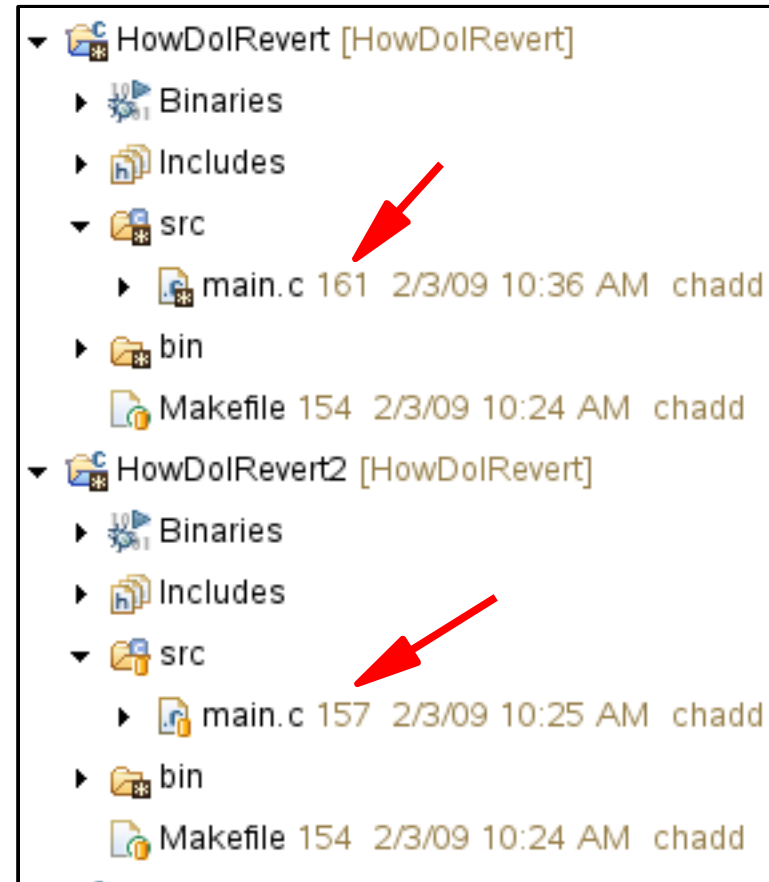 HowDoIRevert [HowDoIRevert]
Binaries
Includes
src
main.c 161 2/3/09 10:36 AM chadd
bin
Makefile 154 2/3/09 10:24 AM chadd
HowDoIRevert2 [HowDoIRevert]
Binaries
Includes
src
main.c 157 2/3/09 10:25 AM chadd
bin
Makefile 154 2/3/09 10:24 AM chadd